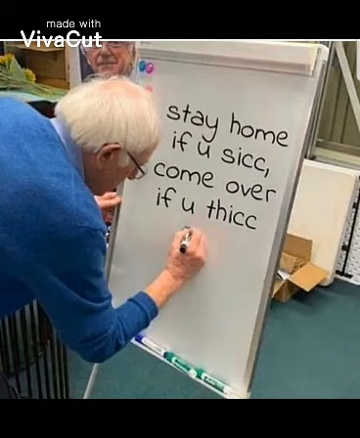 made with
VivaCut
stay home
if u sicc,
come over
if u thicc